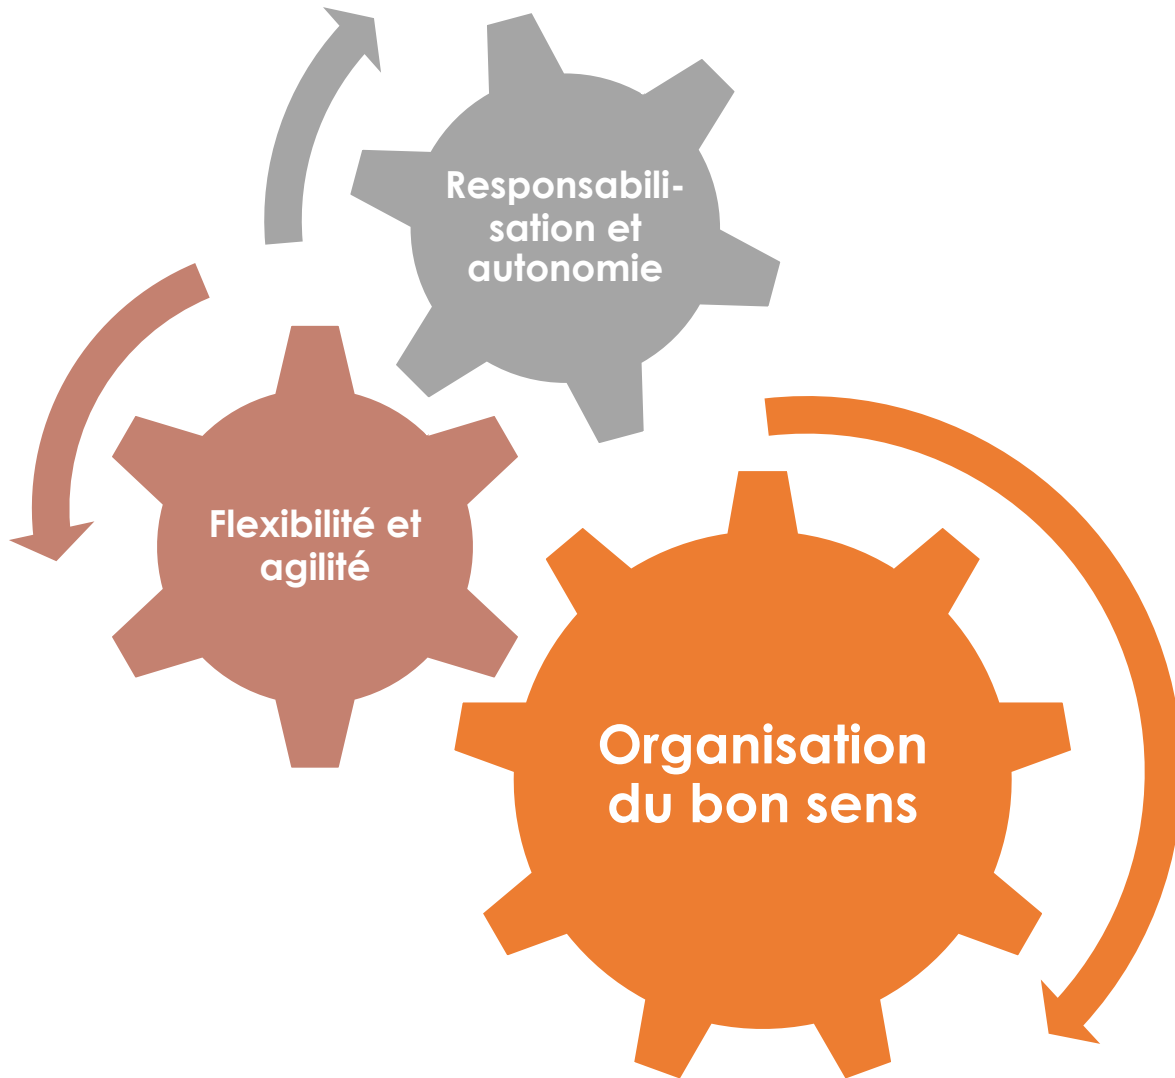 Responsabili-
sation et
autonomie
Flexibilité et
agilité
Organisation
du bon sens